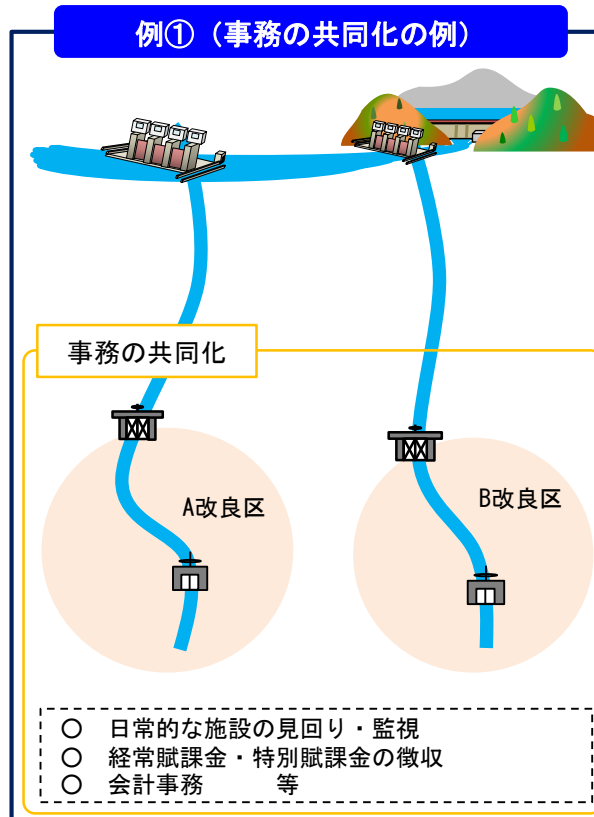 例①（事務の共同化の例）
事務の共同化
A改良区
B改良区
○　日常的な施設の見回り・監視
○　経常賦課金・特別賦課金の徴収
○　会計事務　　　等